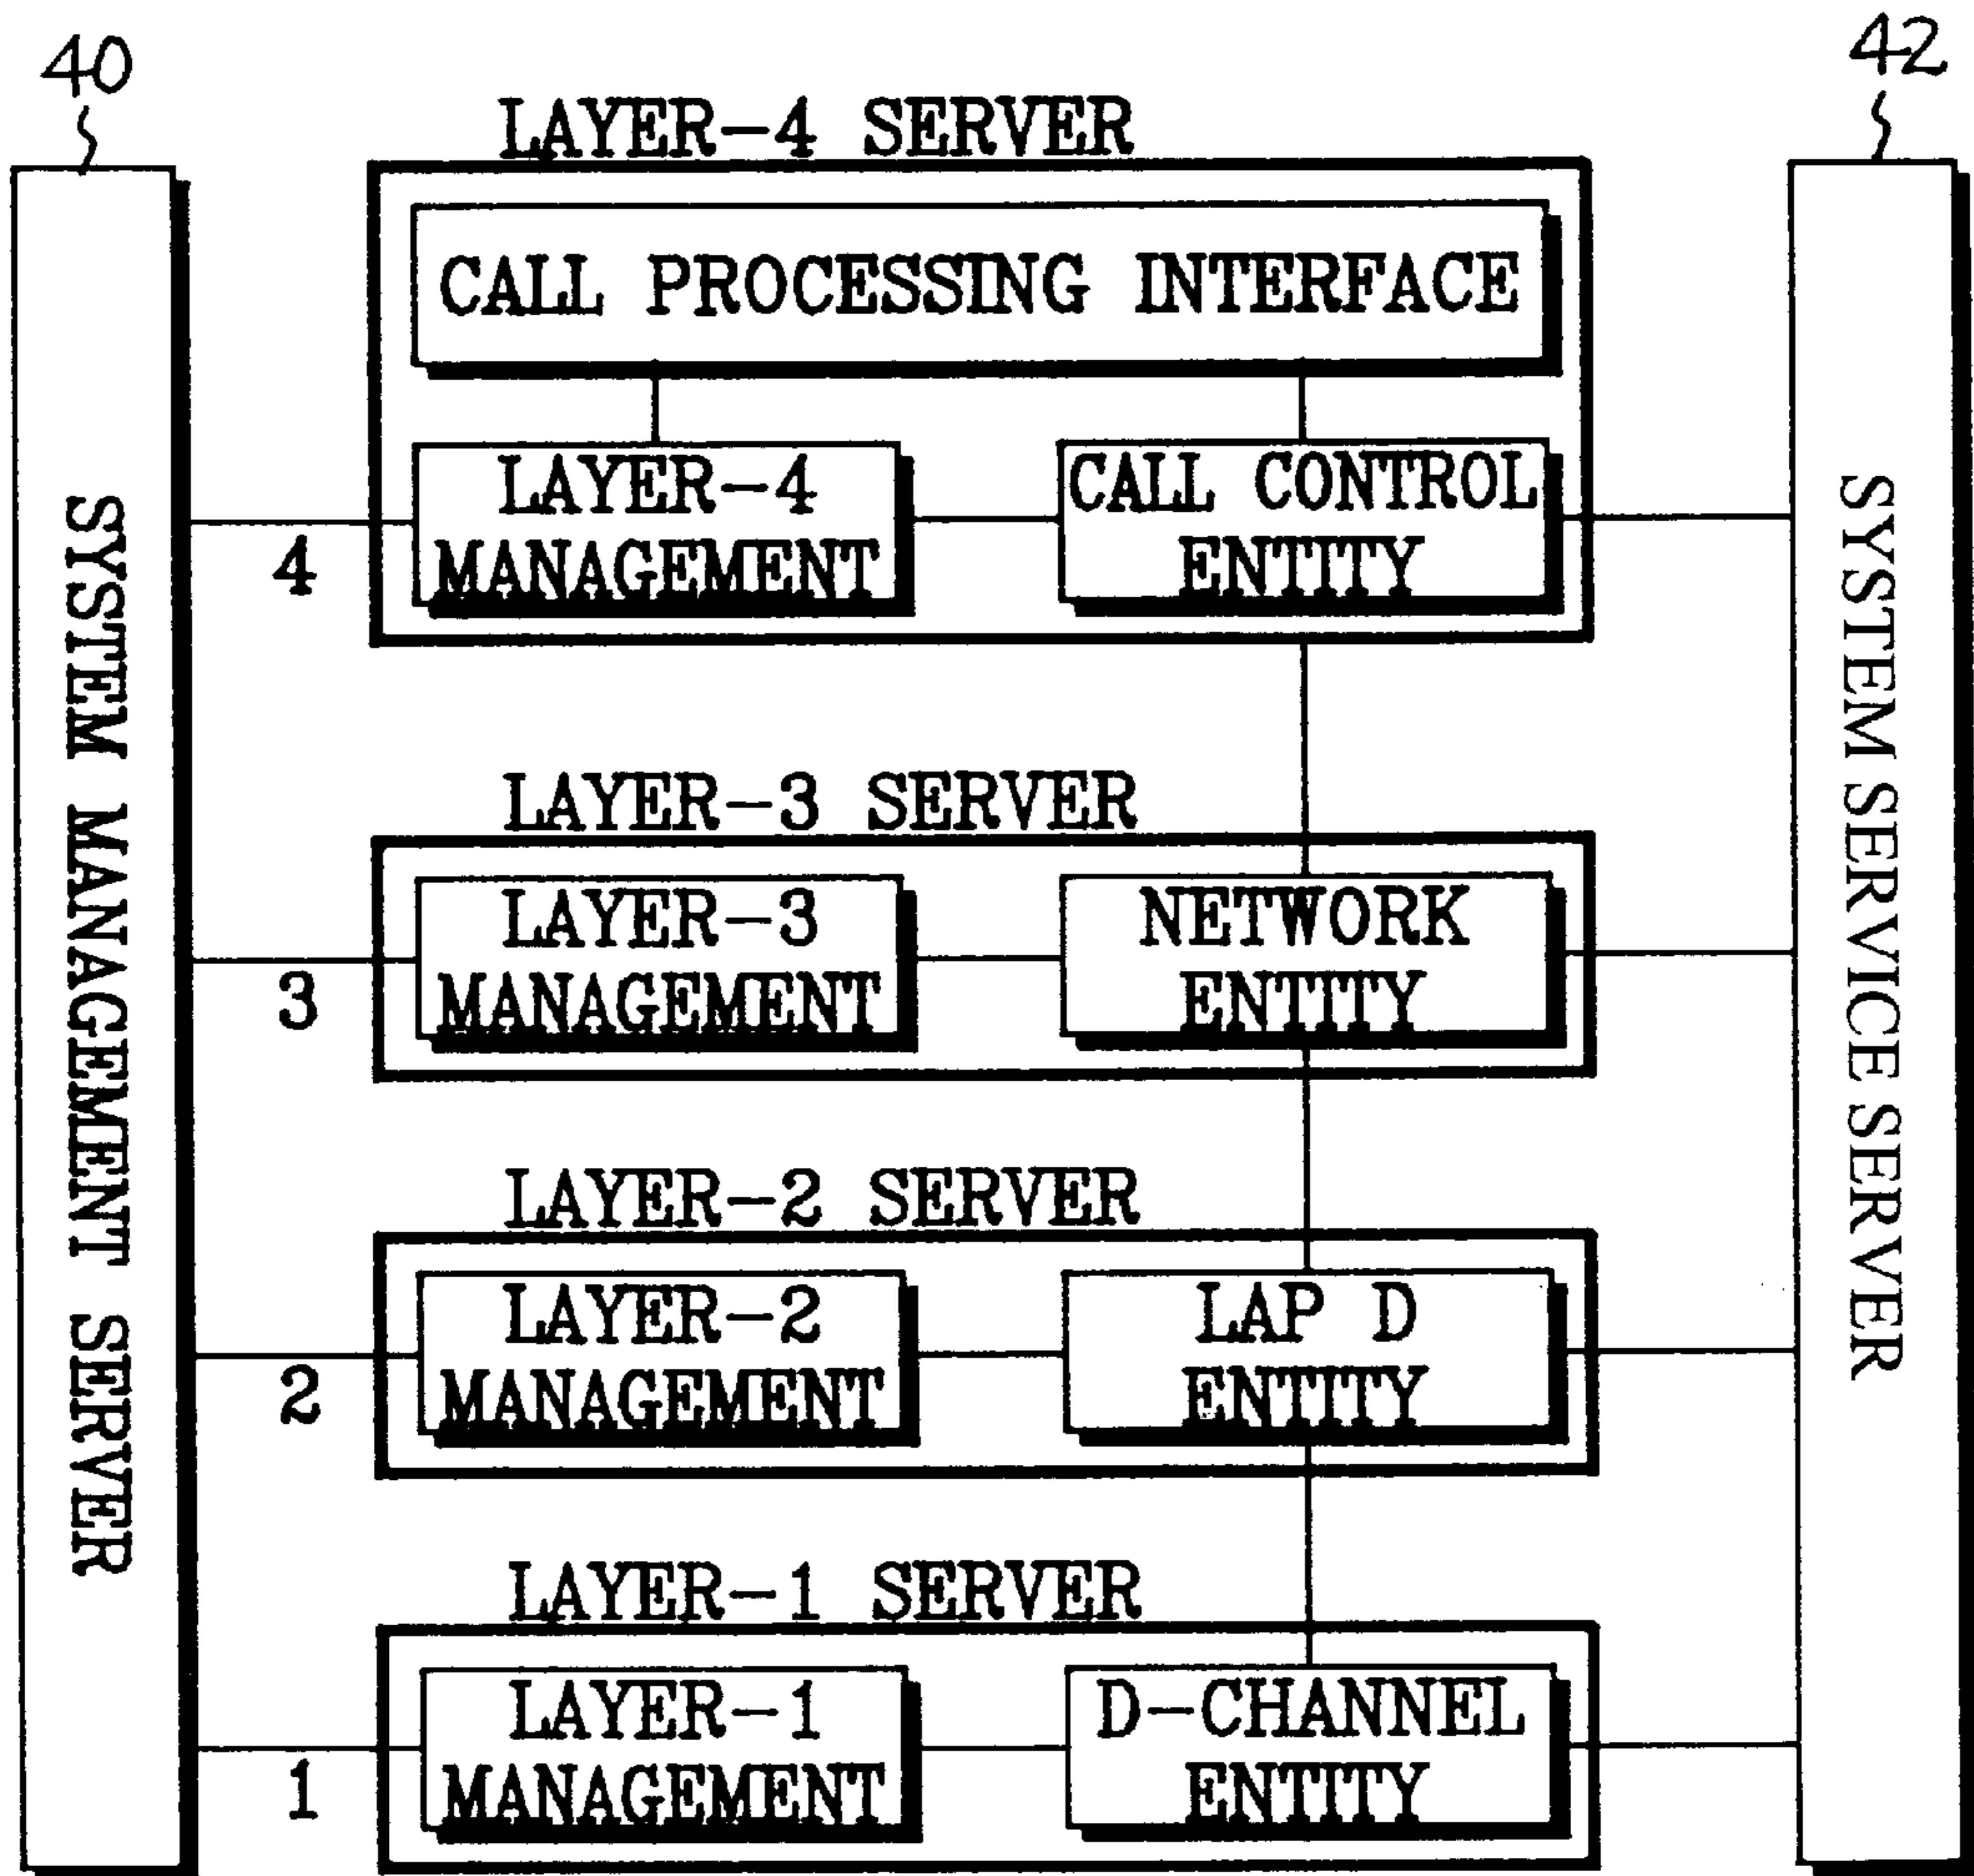 40
42
LAYER-4 SERVER
CALL PROCESSING INTERFACE
LAYER-4
MANAGEMENT
CALL CONTROL
ENTITY
4
LAYER-3 SERVER
LAYER-3
MANAGEMENT
NETWORK
ENTITY
3
LAYER-2 SERVER
LAYER-2
MANAGEMENT
LAP D
ENTITY
2
LAYER-1 SERVER
LAYER-1
MANAGEMENT
D-CHANNEL
ENTITY
1
SYSTEM MANAGEMENT SERVER
SYSTEM SERVICE SERVER